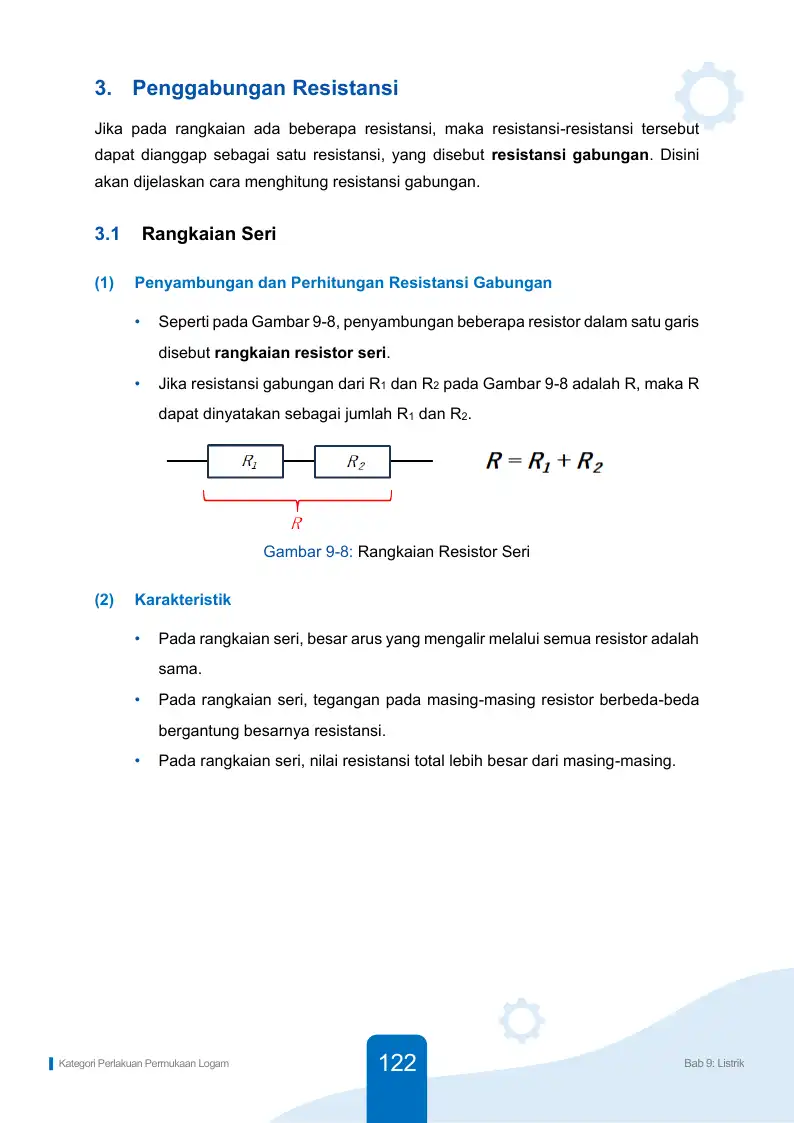 3. Penggabungan Resistansi
Jika pada rangkaian ada beberapa resistansi, maka resistansi-resistansi tersebut
dapat dianggap sebagai satu resistansi, yang disebut resistansi gabungan. Disini
akan dijelaskan cara menghitung resistansi gabungan.
3.1 Rangkaian Seri
(1) Penyambungan dan Perhitungan Resistansi Gabungan
• Seperti pada Gambar 9-8, penyambungan beberapa resistor dalam satu garis
disebut rangkaian resistor seri.
• Jika resistansi gabungan dari R₁ dan R₂ pada Gambar 9-8 adalah R, maka R
dapat dinyatakan sebagai jumlah R₁ dan R₂.
R₁ R₂ R = R₁ + R₂
R
Gambar 9-8: Rangkaian Resistor Seri
(2) Karakteristik
• Pada rangkaian seri, besar arus yang mengalir melalui semua resistor adalah
sama.
• Pada rangkaian seri, tegangan pada masing-masing resistor berbeda-beda
bergantung besarnya resistansi.
• Pada rangkaian seri, nilai resistansi total lebih besar dari masing-masing.
Kategori Perlakuan Permukaan Logam 122 Bab 9: Listrik